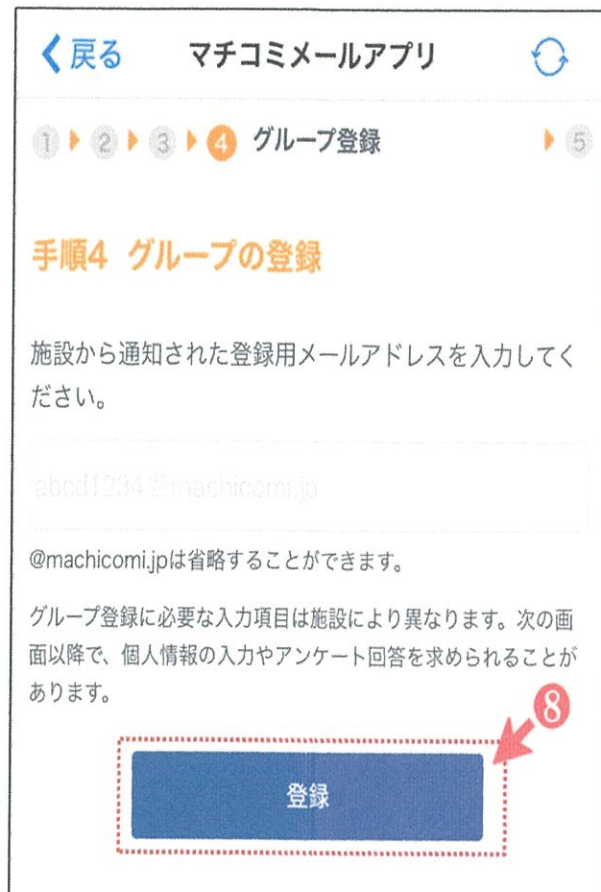 戻る マチコミメールアプリ
1 2 3 4 グループ登録 5
手順4 グループの登録
施設から通知された登録用メールアドレスを入力してく
ださい。
abcd1234@machicomi.jp
@machicomi.jpは省略することができます。
グループ登録に必要な入力項目は施設により異なります。次の画
面以降で、個人情報の入力やアンケート回答を求められることが
あります。
8
登録